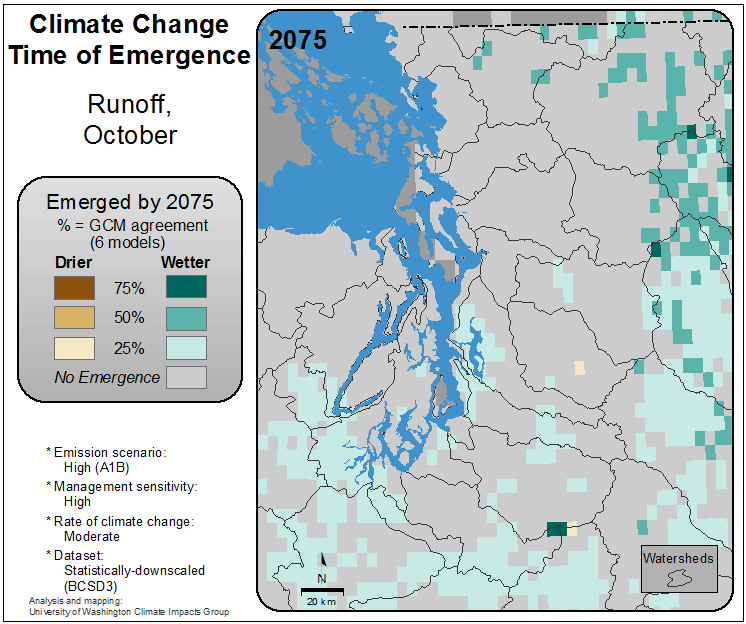 Climate Change
Time of Emergence
Runoff,
October
Emerged by 2075
% = GCM agreement
(6 models)
Drier Wetter
75%
50%
25%
No Emergence
* Emission scenario:
High (A1B)
* Management sensitivity:
High
* Rate of climate change:
Moderate
* Dataset:
Statistically-downscaled
(BCSD3)
Analysis and mapping:
University of Washington Climate Impacts Group
2075
N
20 km
Watersheds